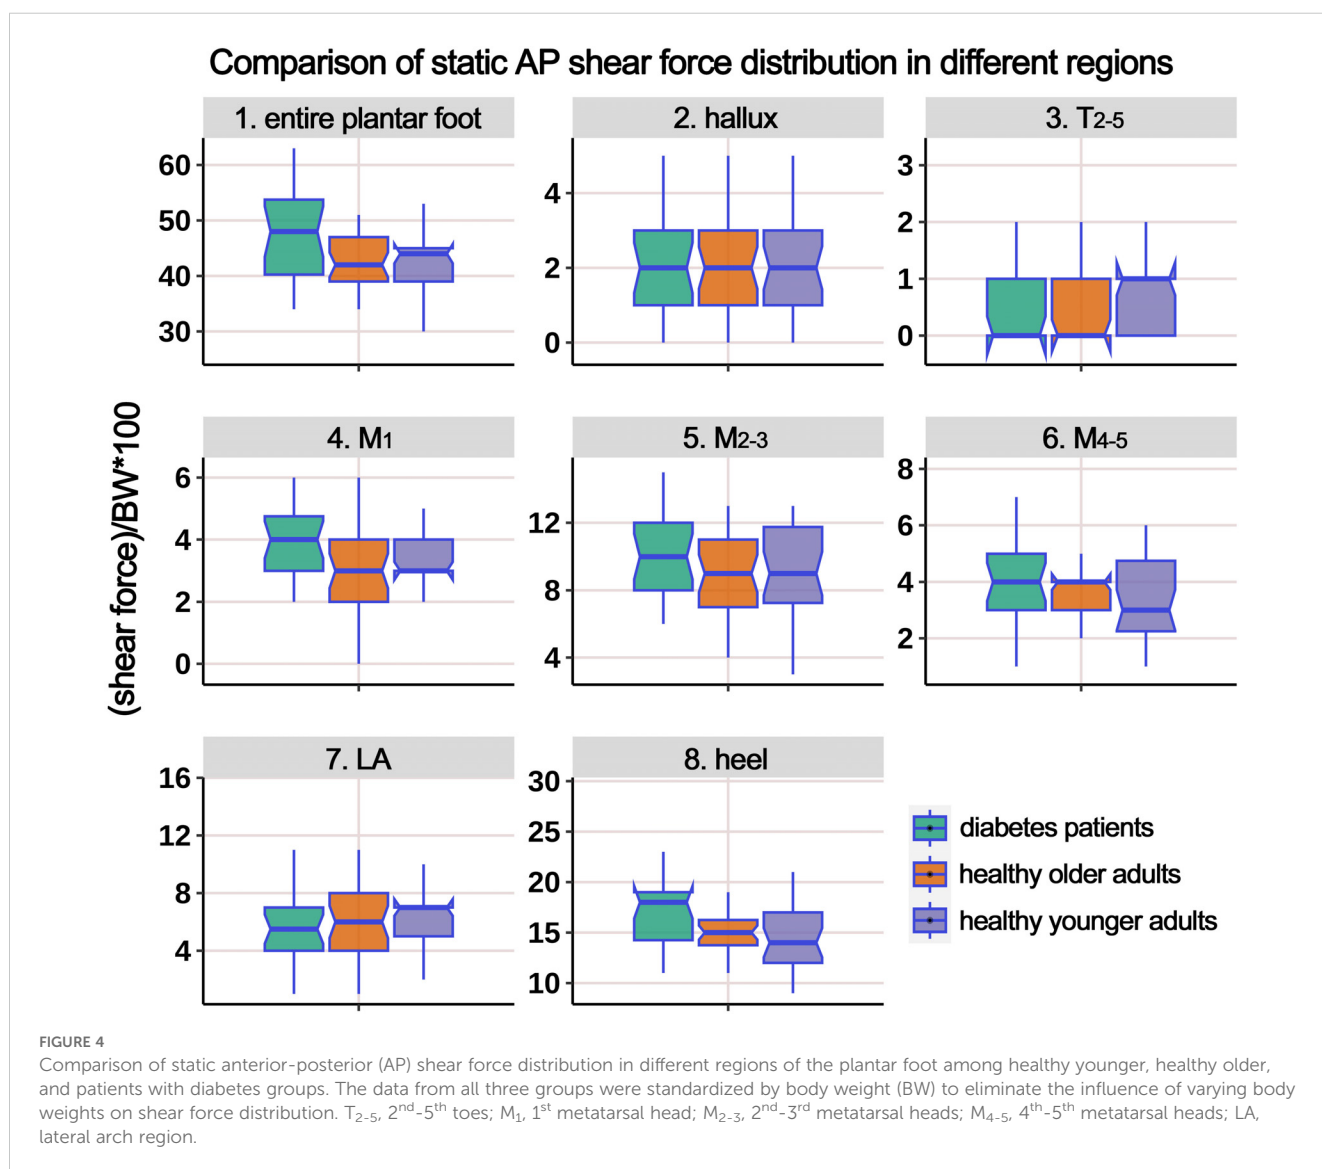 Comparison of static AP shear force distribution in different regions
1. entire plantar foot
2. hallux
3. T2-5
60
50
40
30
4
2
0
3
2
1
0
(shear force)/BW*100
4. M1
5. M2-3
6. M4-5
6
4
2
0
12
8
4
8
6
4
2
7. LA
8. heel
16
12
8
4
30
25
20
15
10
diabetes patients
healthy older adults
healthy younger adults
FIGURE 4
Comparison of static anterior-posterior (AP) shear force distribution in different regions of the plantar foot among healthy younger, healthy older,
and patients with diabetes groups. The data from all three groups were standardized by body weight (BW) to eliminate the influence of varying body
weights on shear force distribution. T2-5, 2nd-5th toes; M1, 1st metatarsal head; M2-3, 2nd-3rd metatarsal heads; M4-5, 4th-5th metatarsal heads; LA,
lateral arch region.